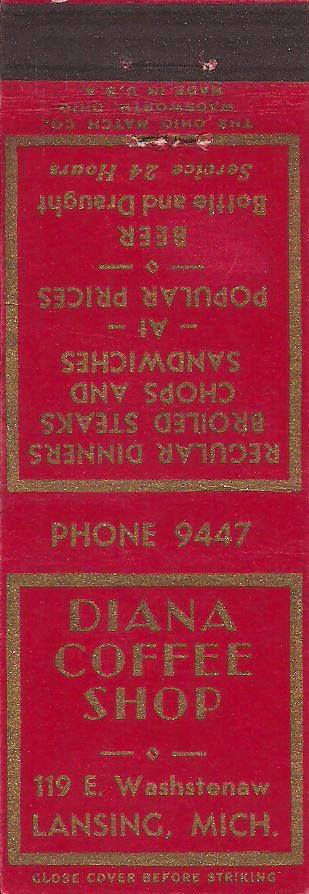 DIANA
COFFEE
SHOP
119 E. Washstenaw
LANSING, MICH.
CLOSE COVER BEFORE STRIKING
PHONE 9447
REGULAR DINNERS
BROILED STEAKS
CHOPS AND
SANDWICHES
- At -
POPULAR PRICES
BEER
Bottle and Draught
Service 24 Hours
THE OHIO MATCH CO.
WADSWORTH, OHIO
MADE IN U.S.A.